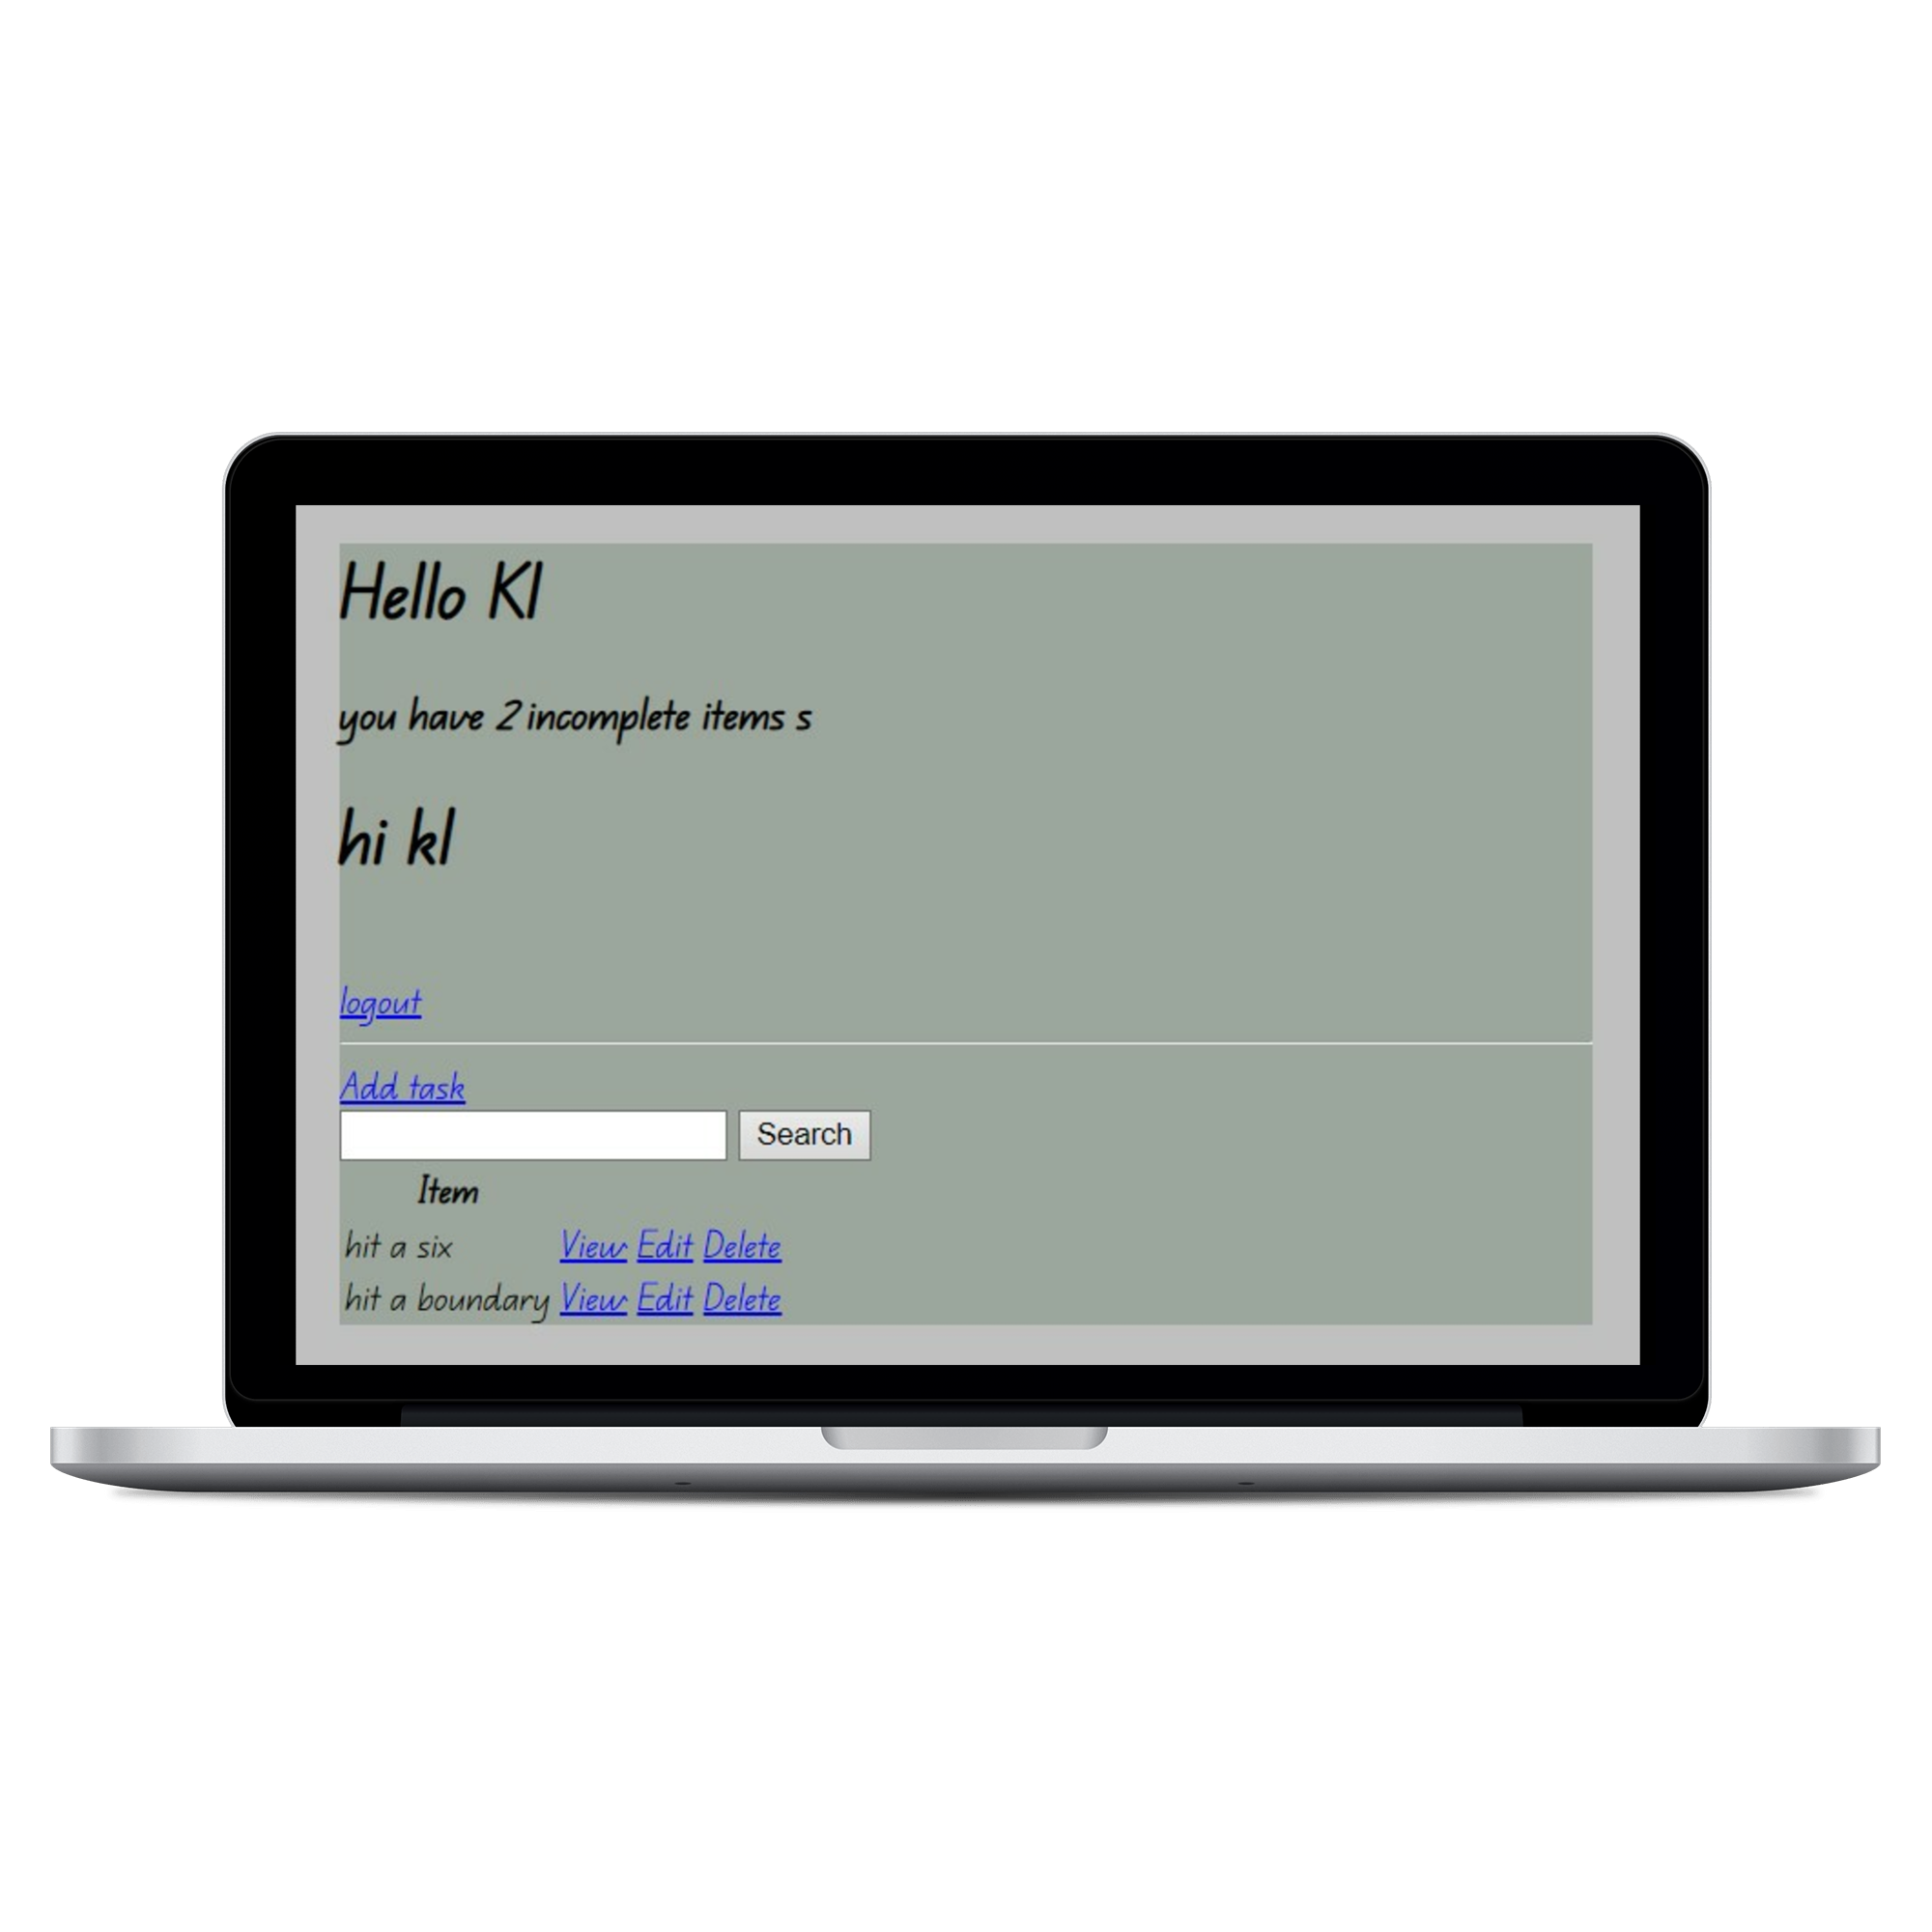 Hello Kl
you have 2 incomplete items s
hi kl
logout
Add task
Search
Item
hit a six View Edit Delete
hit a boundary View Edit Delete